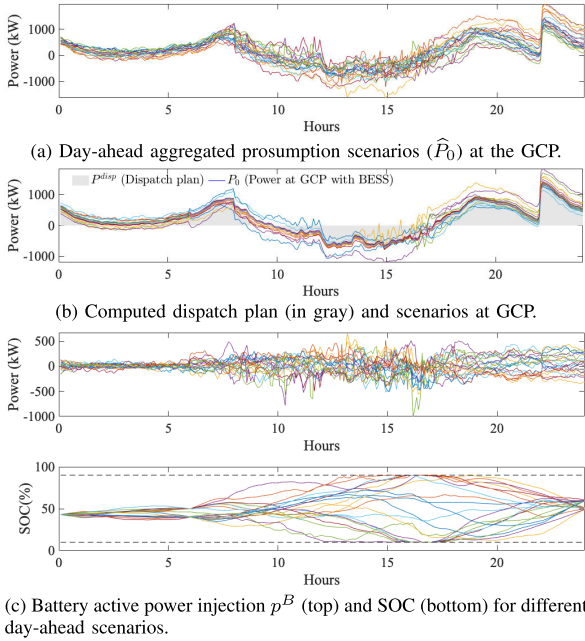 1000
0
-1000
Power (kW)
0 5 10 15 20
Hours
(a) Day-ahead aggregated prosumption scenarios (P̂₀) at the GCP.
P^disp (Dispatch plan) P₀ (Power at GCP with BESS)
1000
0
-1000
Power (kW)
0 5 10 15 20
Hours
(b) Computed dispatch plan (in gray) and scenarios at GCP.
500
0
-500
-1000
Power (kW)
0 5 10 15 20
Hours
100
50
0
SOC(%)
0 5 10 15 20
Hours
(c) Battery active power injection p^B (top) and SOC (bottom) for different
day-ahead scenarios.